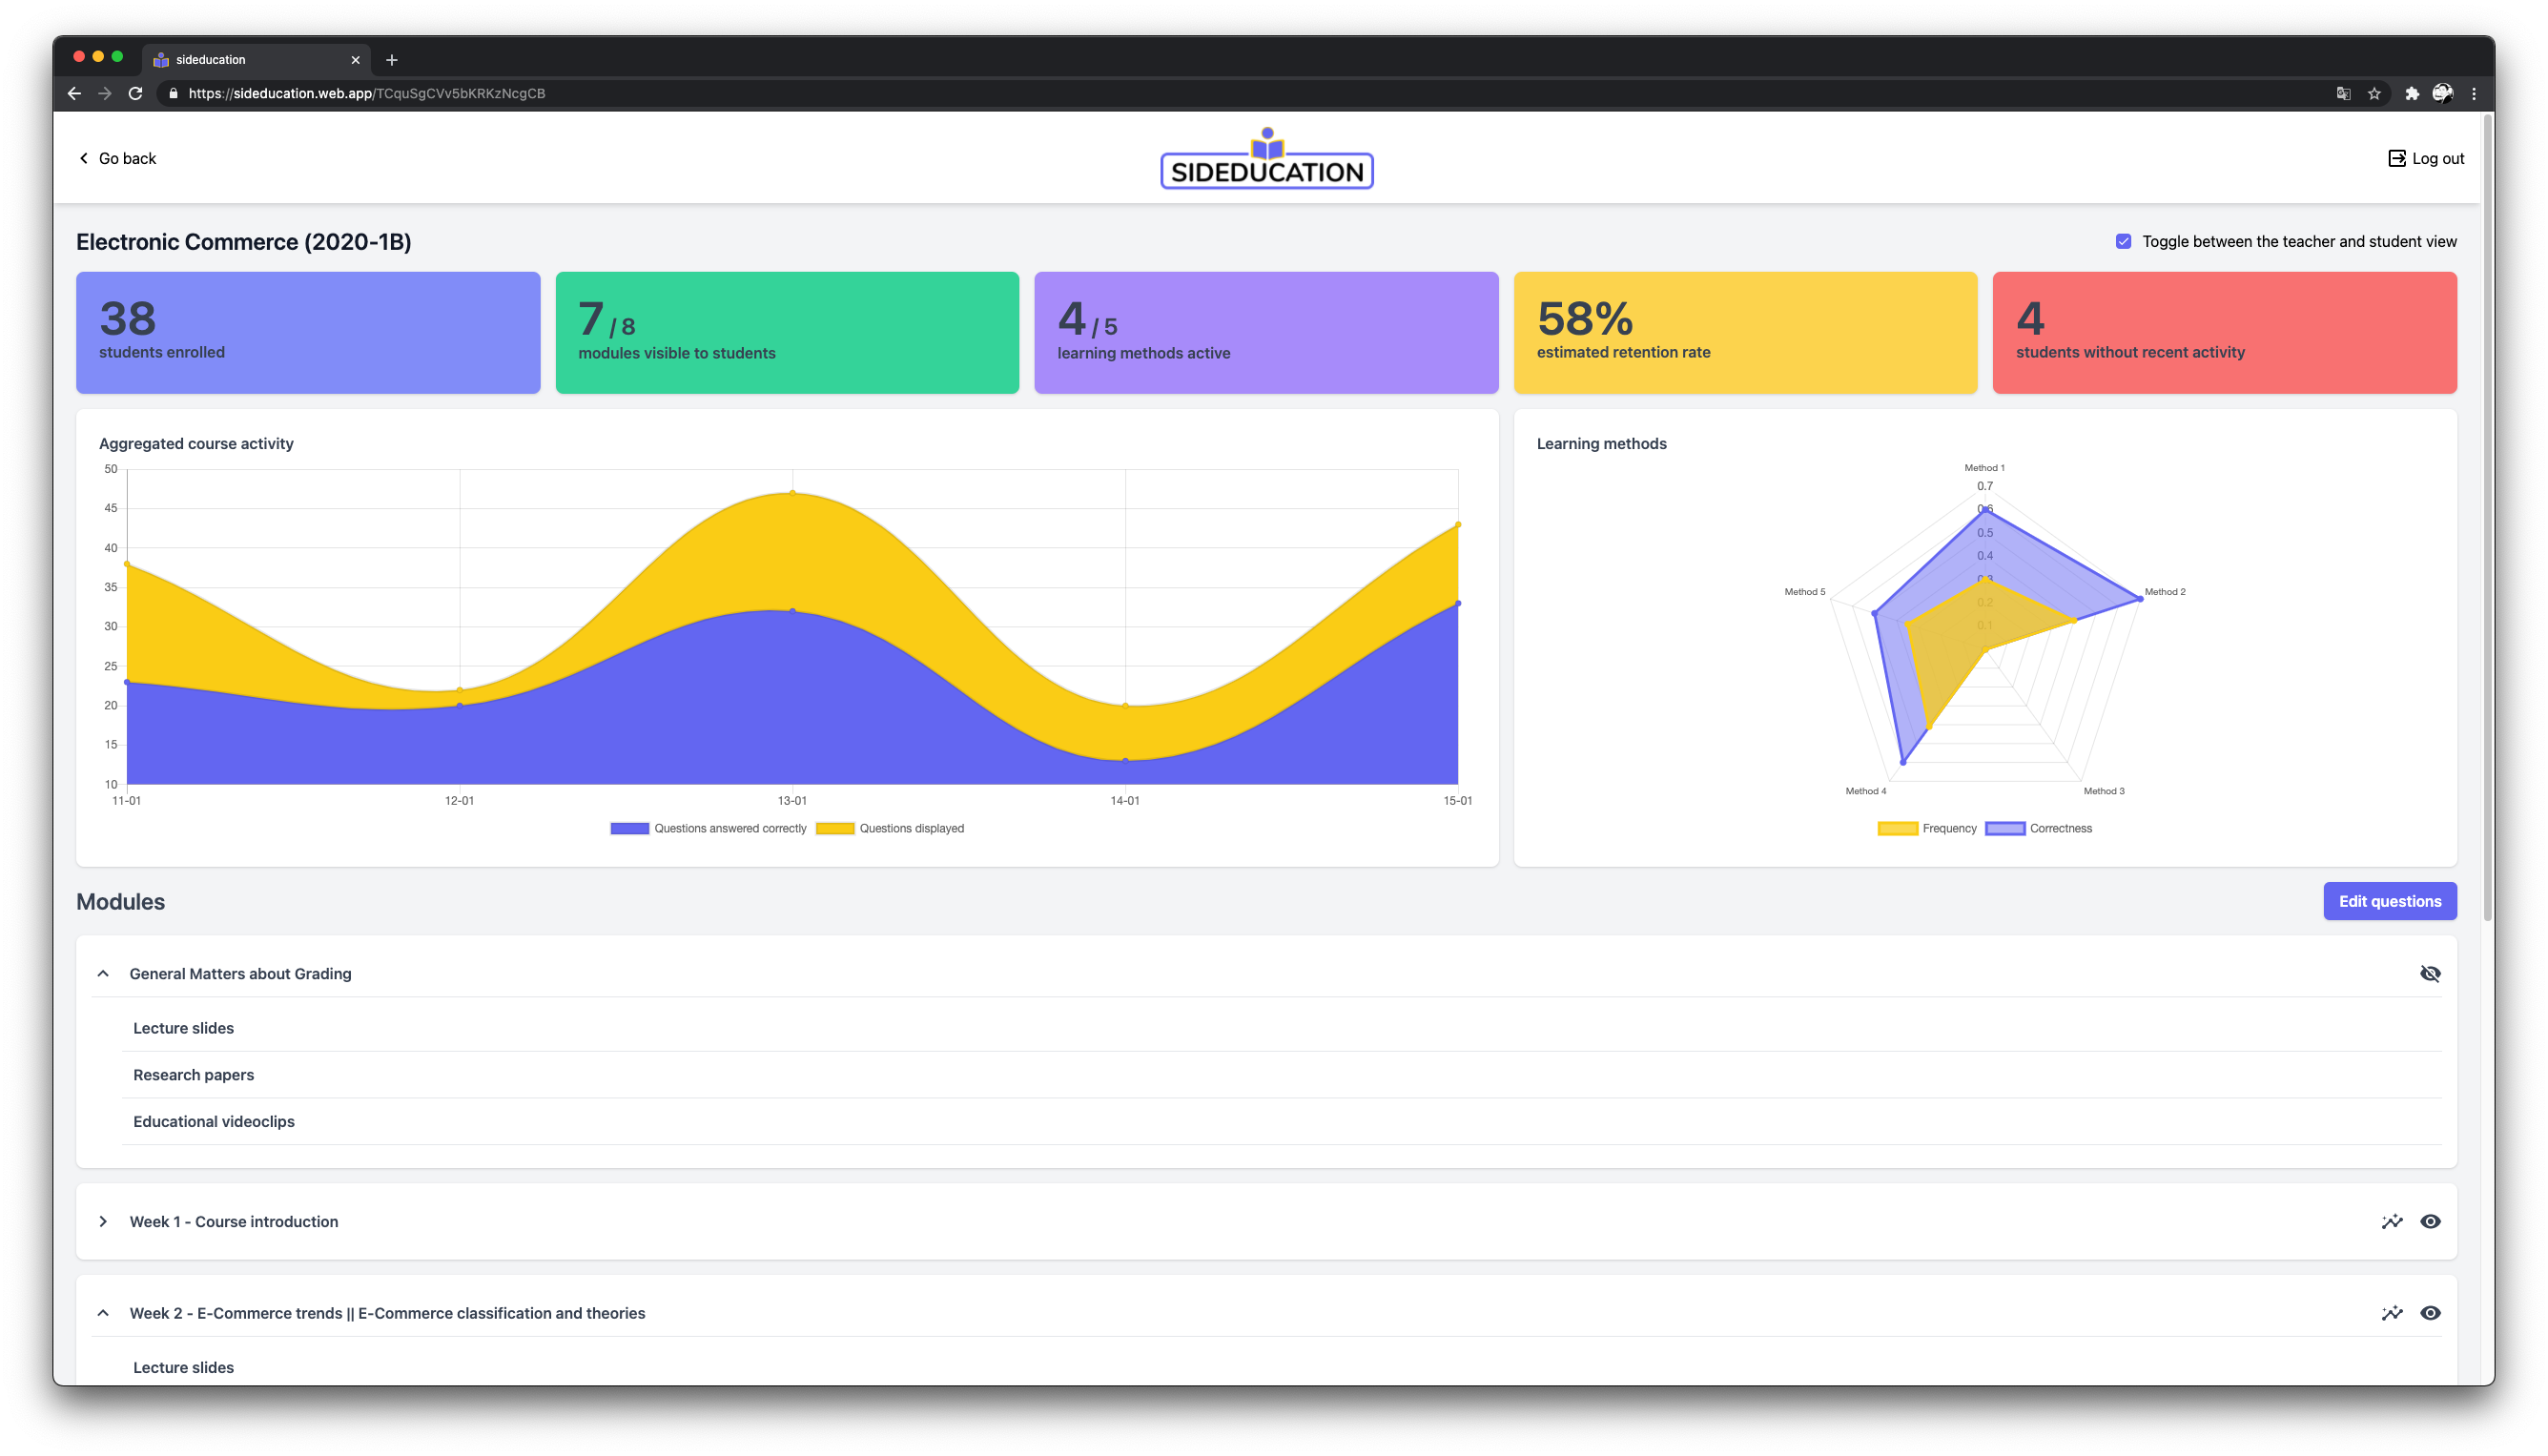 sideducation
https://sideducation.web.app/TCquSgCVv5bKRKzNcgCB
Go back
SIDEDUCATION
Log out
Electronic Commerce (2020-1B)
Toggle between the teacher and student view
38
students enrolled
7 / 8
modules visible to students
4 / 5
learning methods active
58%
estimated retention rate
4
students without recent activity
Aggregated course activity
50
45
40
35
30
25
20
15
10
11-01
12-01
13-01
14-01
15-01
Questions answered correctly
Questions displayed
Learning methods
Method 1
0.7
0.6
0.5
0.4
0.3
0.2
0.1
Method 5
Method 2
Method 4
Method 3
Frequency
Correctness
Modules
Edit questions
General Matters about Grading
Lecture slides
Research papers
Educational videoclips
Week 1 - Course introduction
Week 2 - E-Commerce trends || E-Commerce classification and theories
Lecture slides